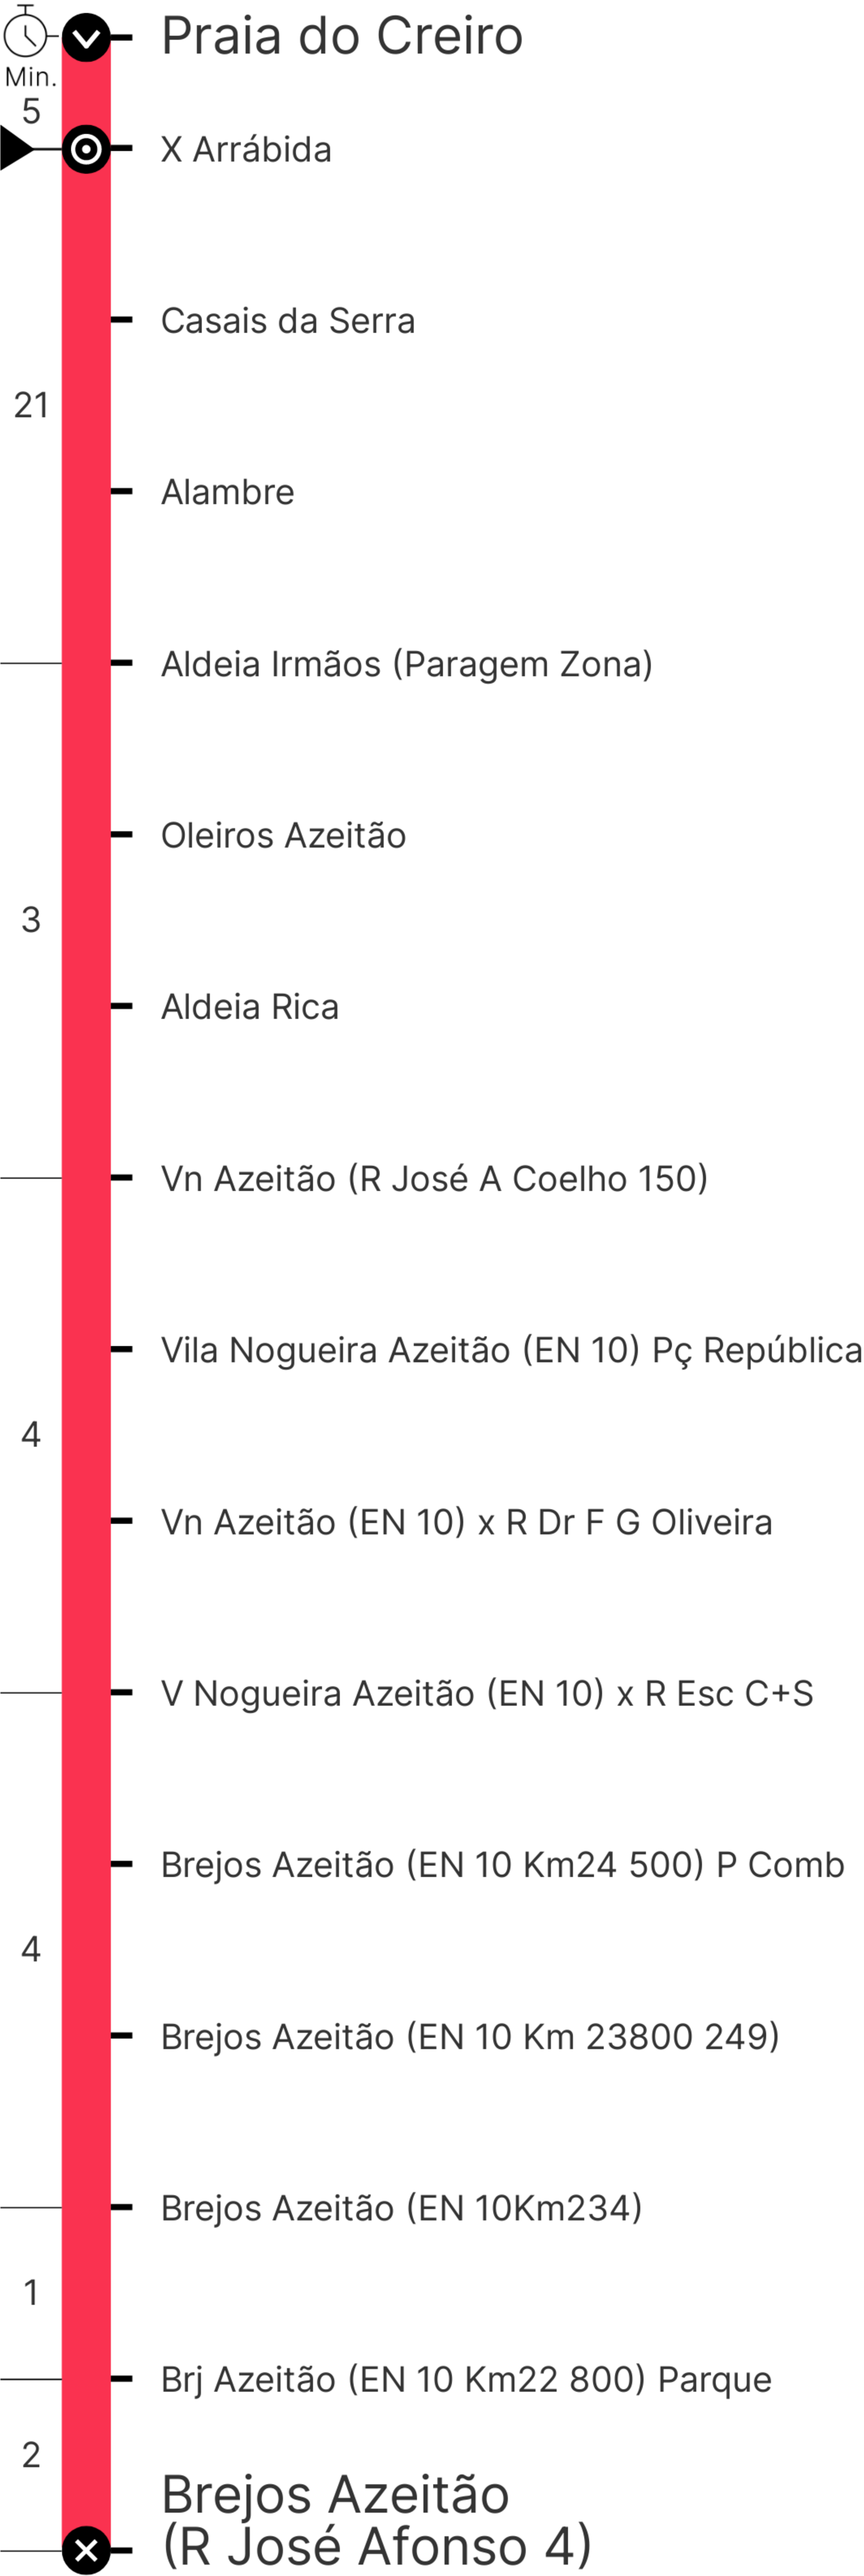 Praia do Creiro
Min.
5
X Arrábida
Casais da Serra
21
Alambre
Aldeia Irmãos (Paragem Zona)
Oleiros Azeitão
3
Aldeia Rica
Vn Azeitão (R José A Coelho 150)
Vila Nogueira Azeitão (EN 10) Pç República
4
Vn Azeitão (EN 10) x R Dr F G Oliveira
V Nogueira Azeitão (EN 10) x R Esc C+S
Brejos Azeitão (EN 10 Km24 500) P Comb
4
Brejos Azeitão (EN 10 Km 23800 249)
Brejos Azeitão (EN 10Km234)
1
Brj Azeitão (EN 10 Km22 800) Parque
2
Brejos Azeitão
(R José Afonso 4)